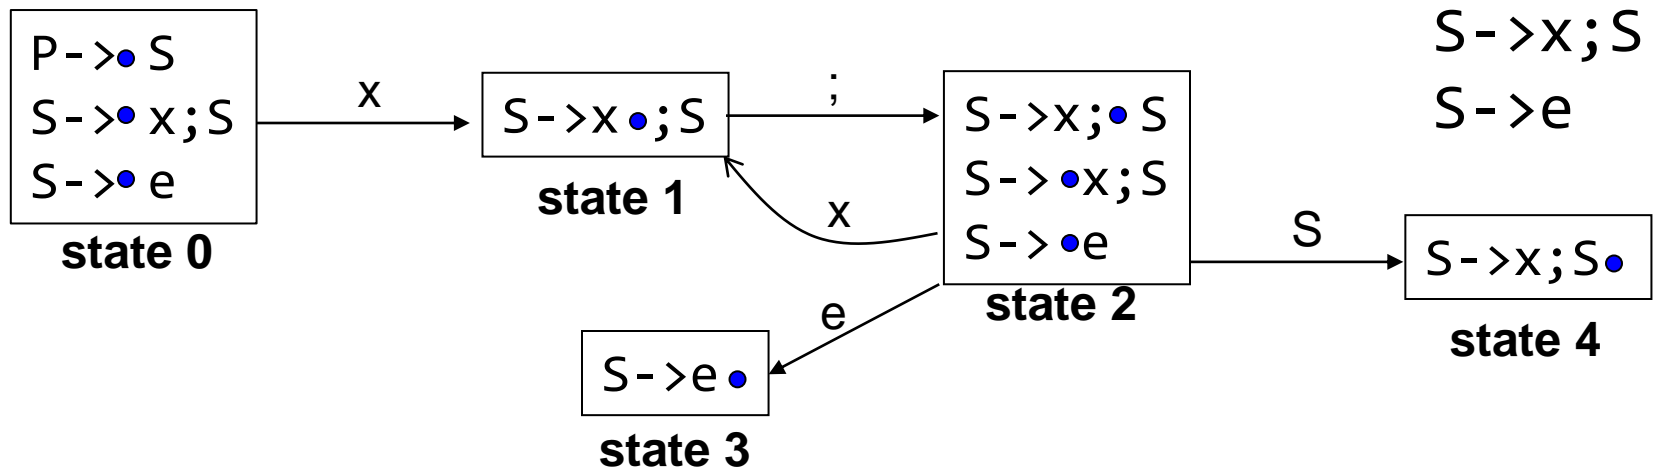 P->• S
S->• x;S
S->• e
state 0
x
S->x•;S
state 1
;
S->x;• S
S-> •x;S
S-> •e
state 2
x
e
S->e •
state 3
S
S->x;S•
state 4
S->x;S
S->e